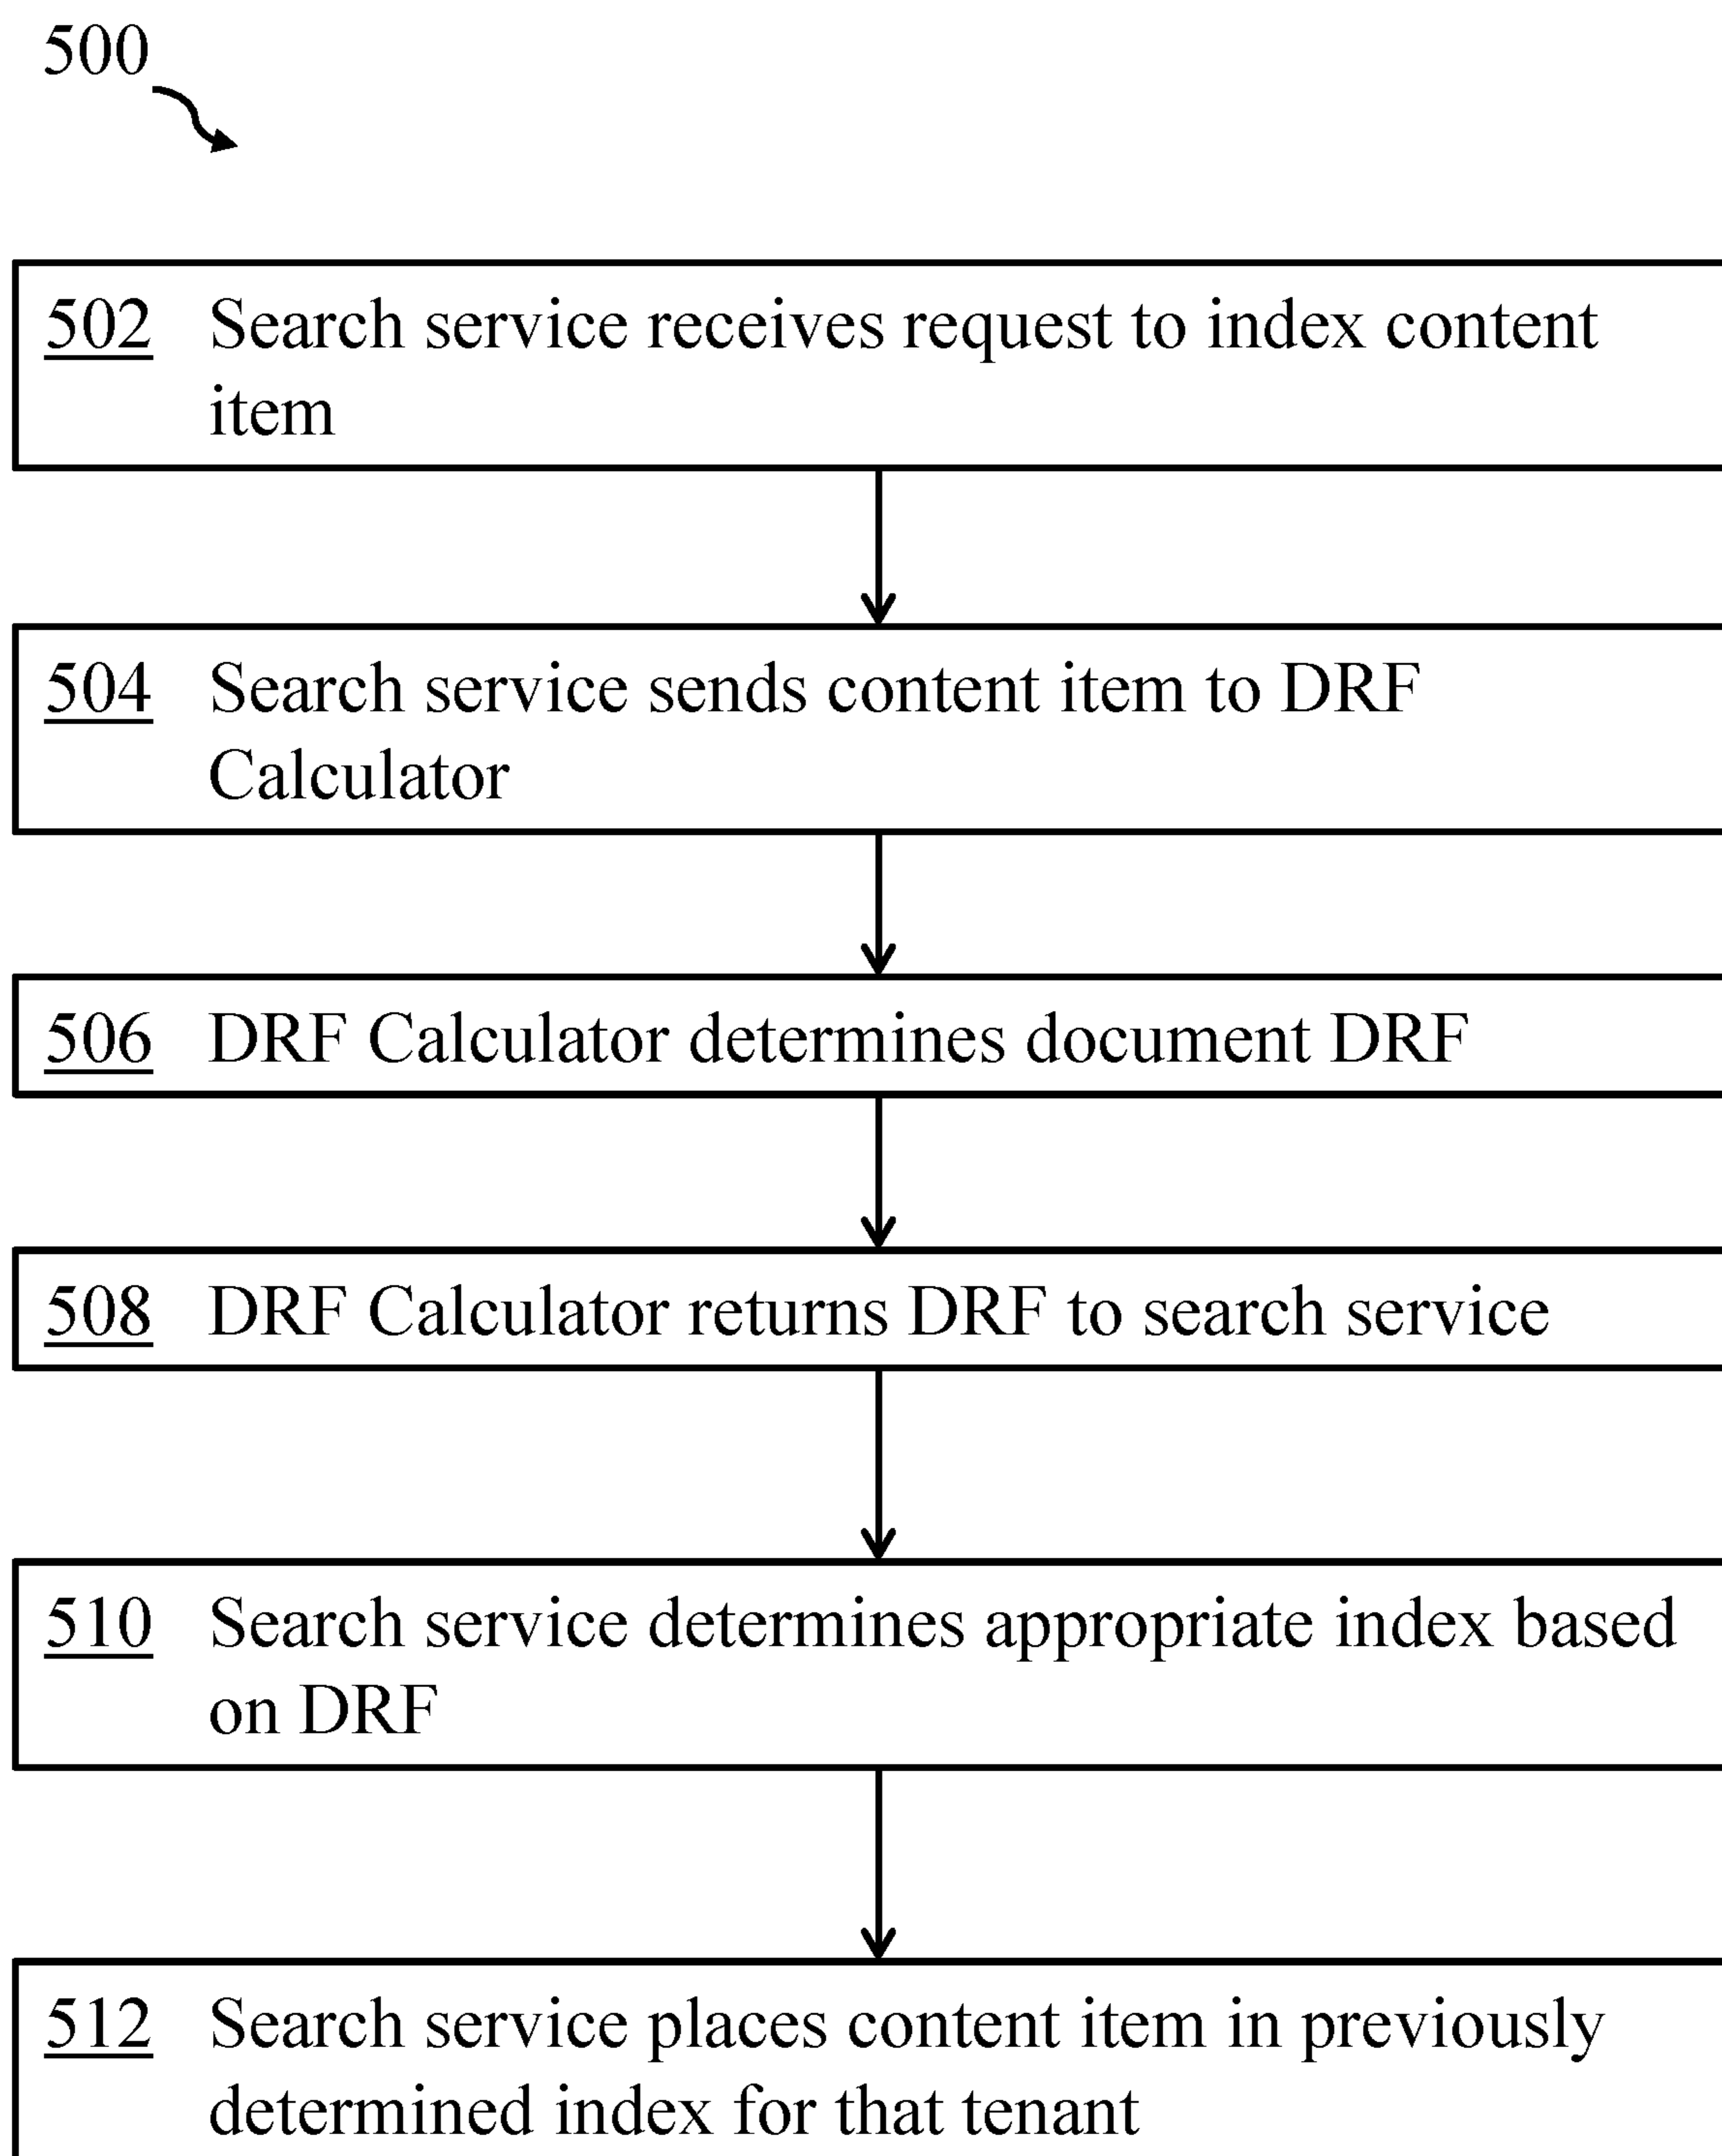 500
502 Search service receives request to index content
item
504 Search service sends content item to DRF
Calculator
506 DRF Calculator determines document DRF
508 DRF Calculator returns DRF to search service
510 Search service determines appropriate index based
on DRF
512 Search service places content item in previously
determined index for that tenant